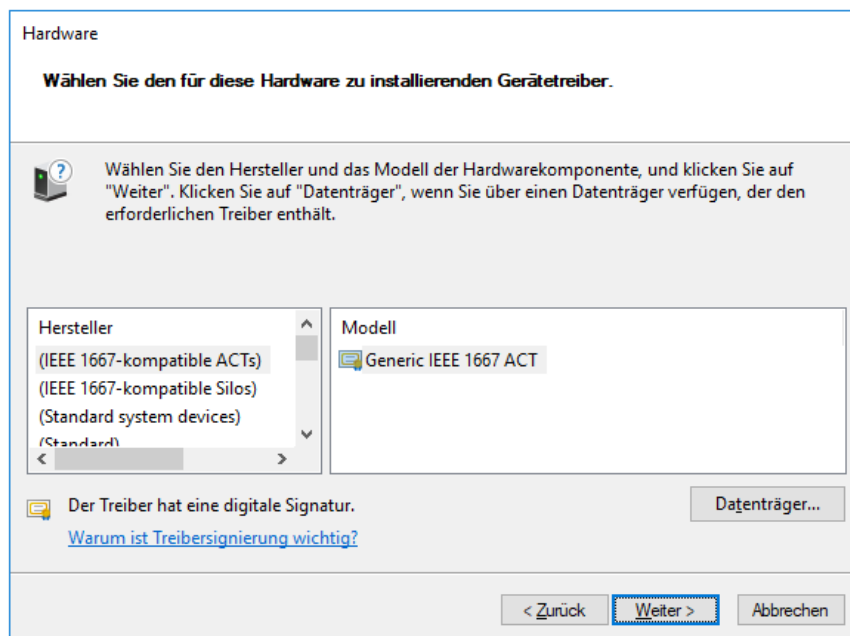 Hardware
Wählen Sie den für diese Hardware zu installierenden Gerätetreiber.
Wählen Sie den Hersteller und das Modell der Hardwarekomponente, und klicken Sie auf
"Weiter". Klicken Sie auf "Datenträger", wenn Sie über einen Datenträger verfügen, der den
erforderlichen Treiber enthält.
Hersteller
(IEEE 1667-kompatible ACTs)
(IEEE 1667-kompatible Silos)
(Standard system devices)
(Standard)
Modell
Generic IEEE 1667 ACT
Der Treiber hat eine digitale Signatur.
Warum ist Treibersignierung wichtig?
Datenträger...
< Zurück
Weiter >
Abbrechen